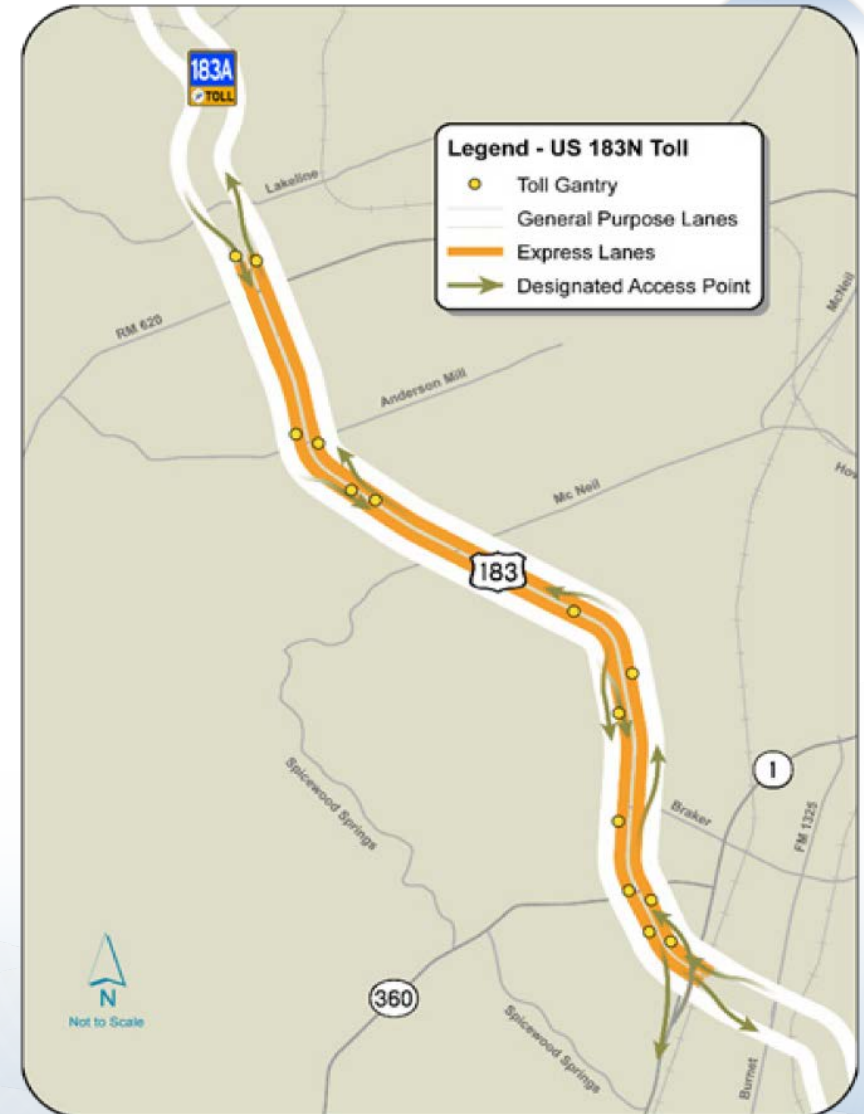 183A
TOLL
Legend - US 183N Toll
Toll Gantry
General Purpose Lanes
Express Lanes
Designated Access Point
Lakeline
McNeil
RM 620
Anderson Mill
How
Mc Neil
183
1
Spicewood Springs
Braker
FM 1325
N
Not to Scale
360
Spicewood Springs
Burnet